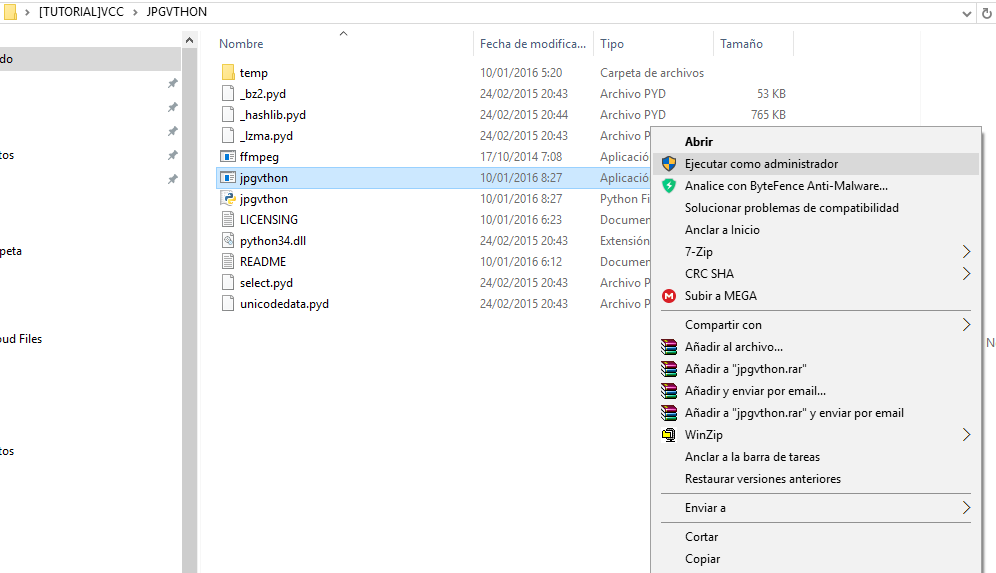 [TUTORIAL]VCC > JPGVTHON
Nombre Fecha de modifica... Tipo Tamaño
do
temp 10/01/2016 5:20 Carpeta de archivos
_bz2.pyd 24/02/2015 20:43 Archivo PYD 53 KB
_hashlib.pyd 24/02/2015 20:44 Archivo PYD 765 KB
_lzma.pyd 24/02/2015 20:43 Archivo P
tos
ffmpeg 17/10/2014 7:08 Aplicació
jpgvthon 10/01/2016 8:27 Aplicació
jpgvthon 10/01/2016 8:27 Python Fi
LICENSING 10/01/2016 6:23 Documen
python34.dll 24/02/2015 20:43 Extensión
peta
README 10/01/2016 6:12 Documen
select.pyd 24/02/2015 20:43 Archivo P
unicodedata.pyd 24/02/2015 20:43 Archivo P
oud Files
tos
Abrir
Ejecutar como administrador
Analice con ByteFence Anti-Malware...
Solucionar problemas de compatibilidad
Anclar a Inicio
7-Zip
CRC SHA
Subir a MEGA
Compartir con
Añadir al archivo...
Añadir a "jpgvthon.rar"
Añadir y enviar por email...
Añadir a "jpgvthon.rar" y enviar por email
WinZip
Anclar a la barra de tareas
Restaurar versiones anteriores
Enviar a
Cortar
Copiar
N